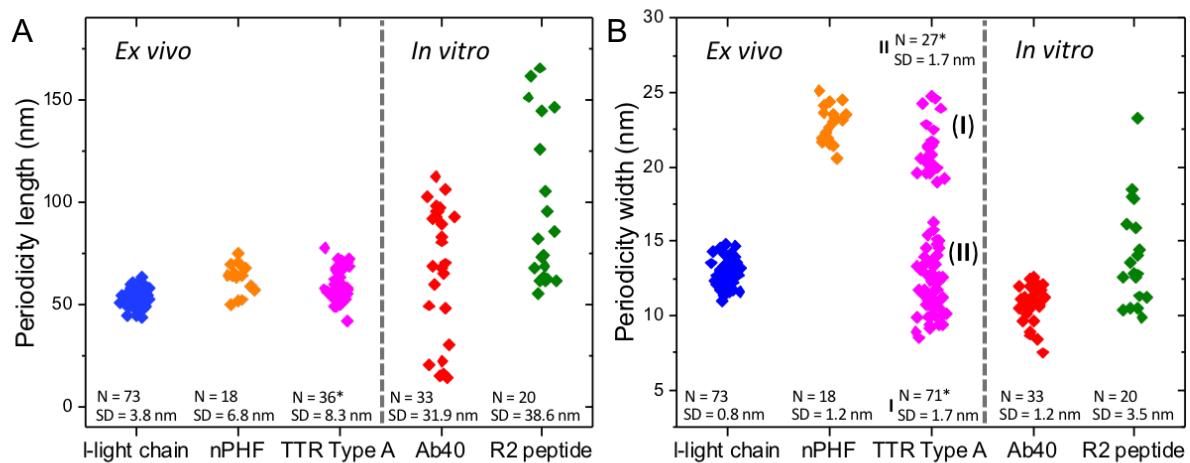 A
Ex vivo
In vitro
Periodicity length (nm)
150
100
50
0
N = 73
SD = 3.8 nm
N = 18
SD = 6.8 nm
N = 36*
SD = 8.3 nm
N = 33
SD = 31.9 nm
N = 20
SD = 38.6 nm
l-light chain
nPHF
TTR Type A
Ab40
R2 peptide
B
Ex vivo
II N = 27*
SD = 1.7 nm
In vitro
Periodicity width (nm)
30
25
20
15
10
5
(I)
(II)
N = 73
SD = 0.8 nm
N = 18
SD = 1.2 nm
I N = 71*
SD = 1.7 nm
N = 33
SD = 1.2 nm
N = 20
SD = 3.5 nm
l-light chain
nPHF
TTR Type A
Ab40
R2 peptide